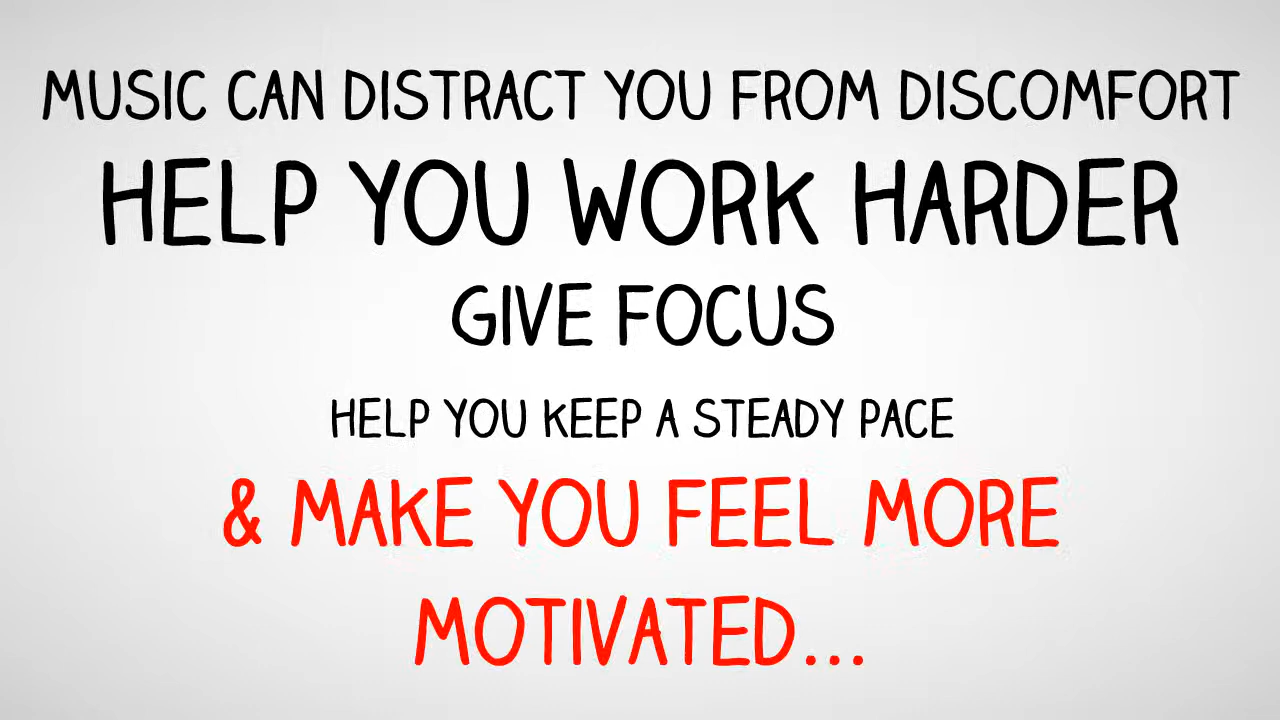 MUSIC CAN DISTRACT YOU FROM DISCOMFORT
HELP YOU WORK HARDER
GIVE FOCUS
HELP YOU KEEP A STEADY PACE
& MAKE YOU FEEL MORE
MOTIVATED...